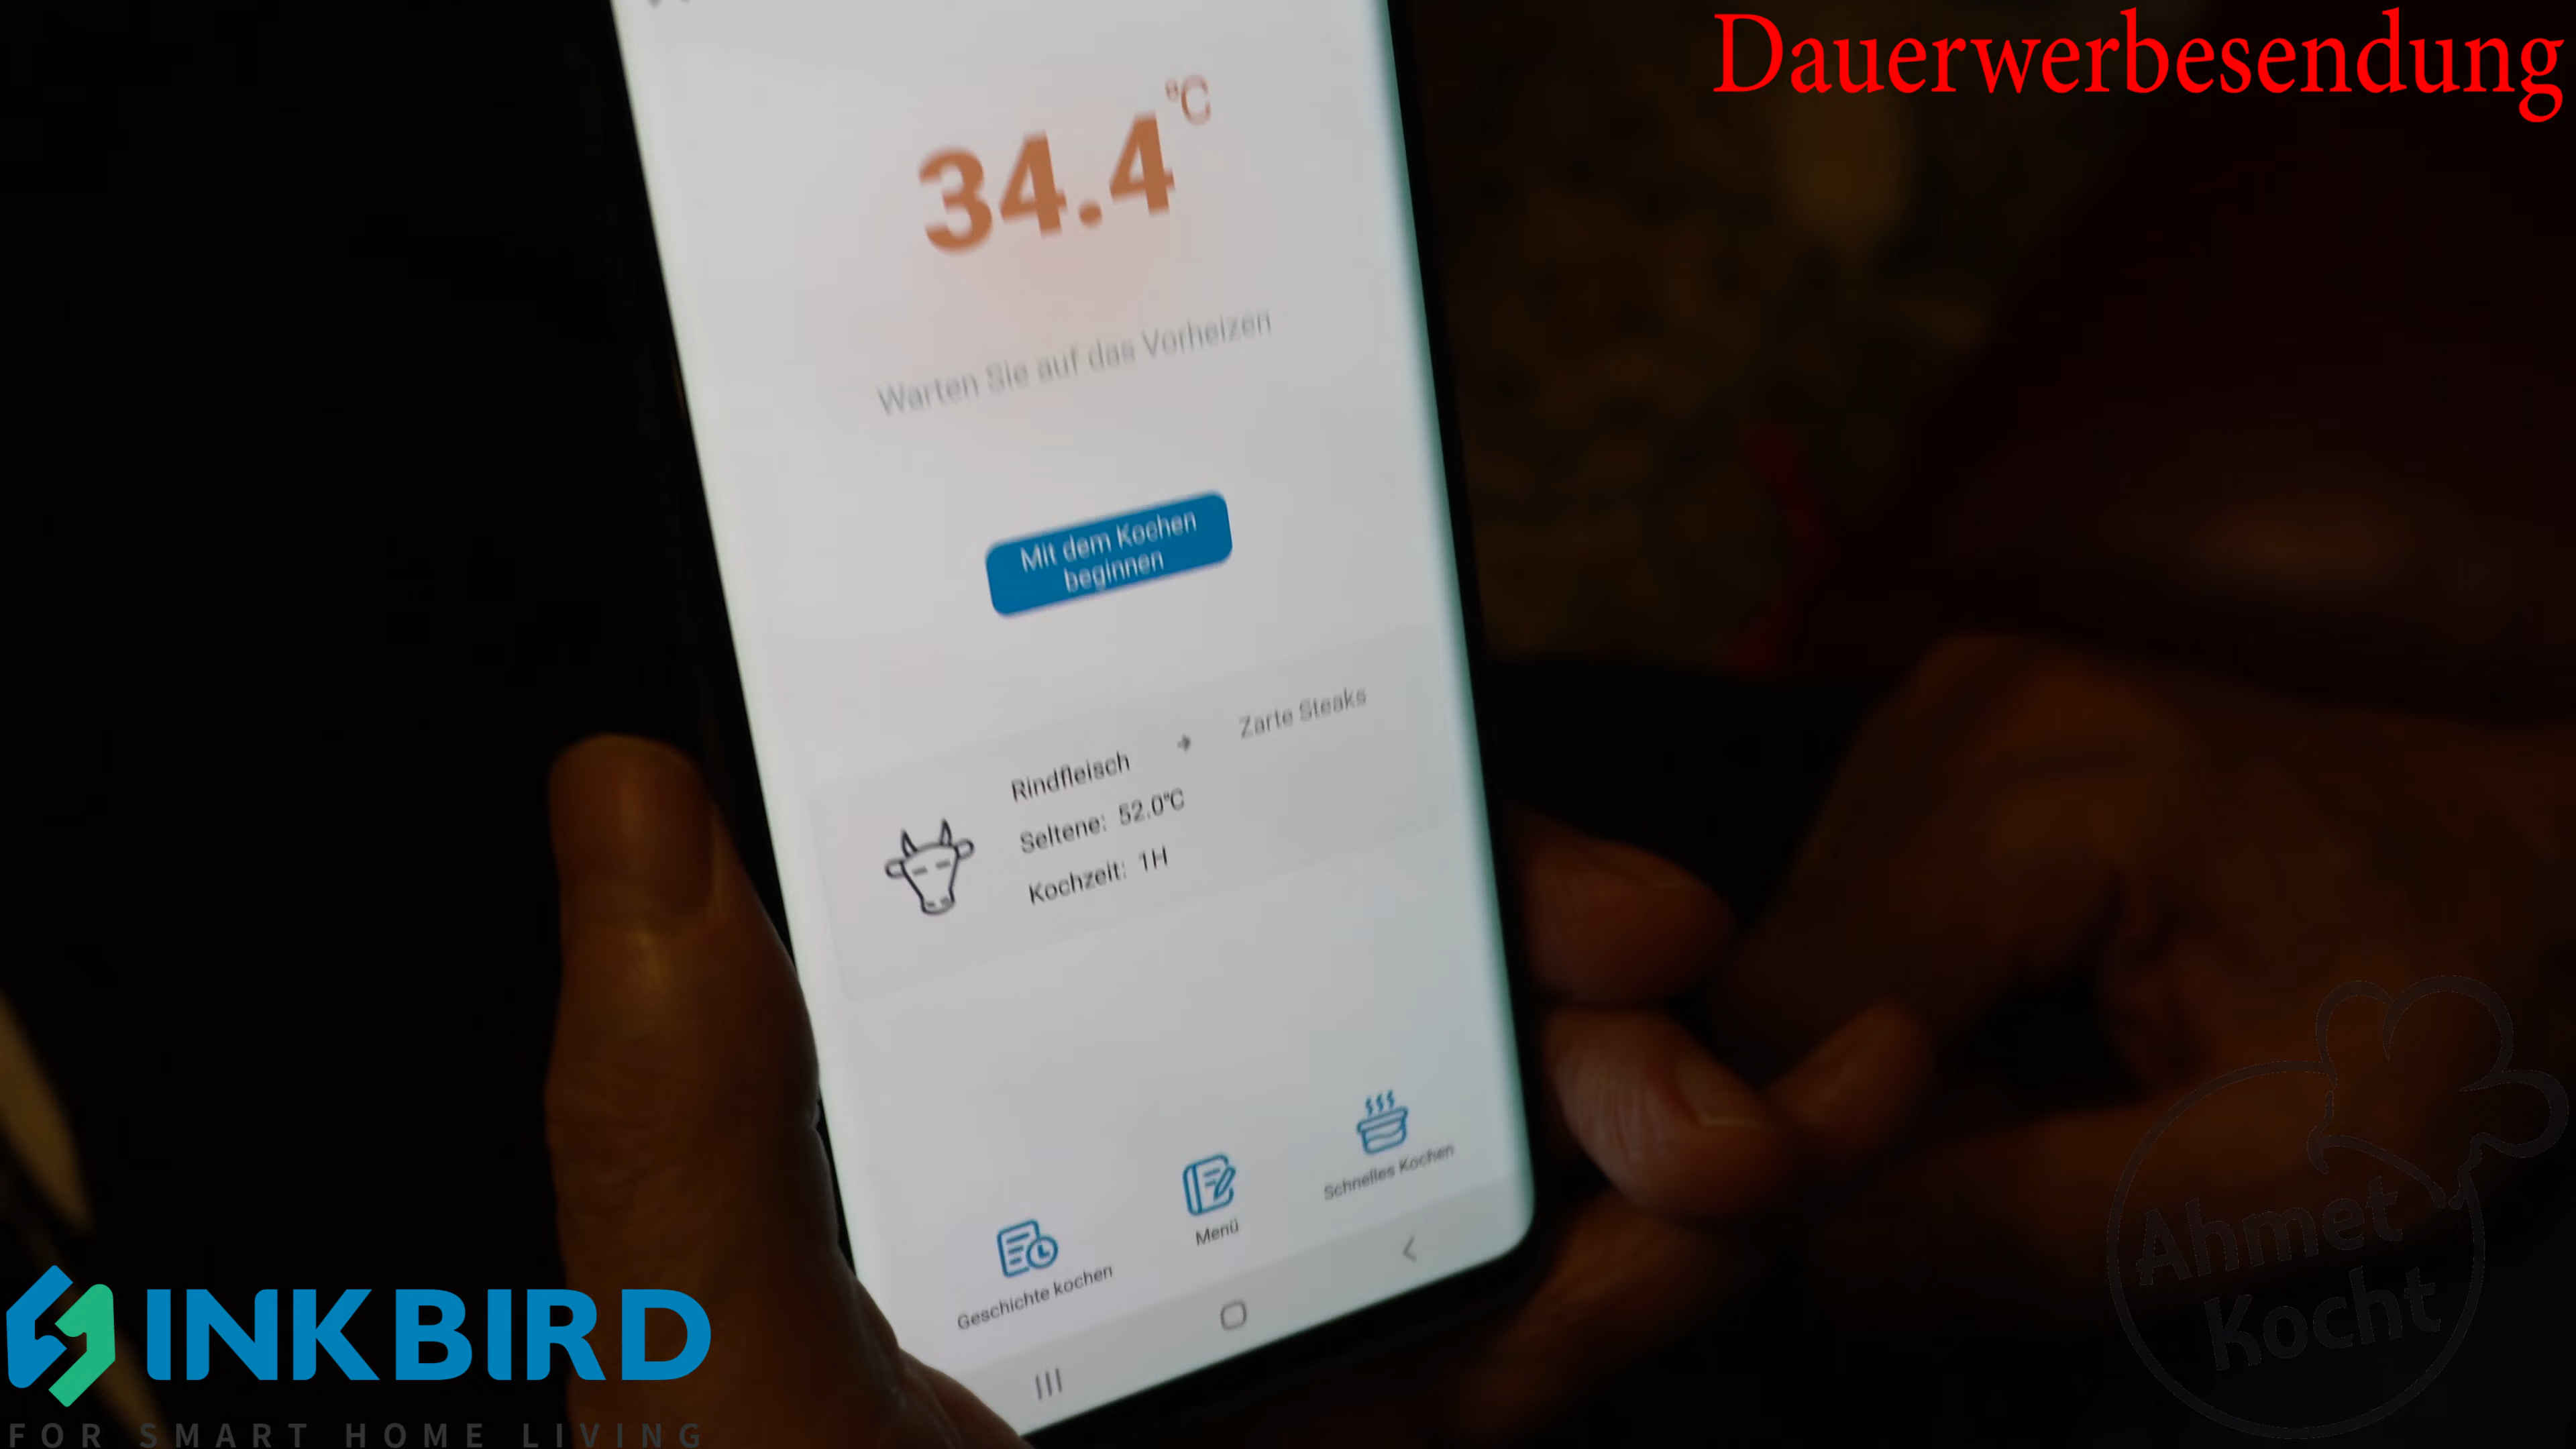 Dauerwerbesendung
34.4 °C
Warten Sie auf das Vorheizen
Mit dem Kochen
beginnen
Rindfleisch → Zarte Steaks
Seltene: 52.0°C
Kochzeit: 1H
Geschichte kochen
Menü
Schnelles Kochen
INKBIRD
FOR SMART HOME LIVING
Ahmet
Kocht